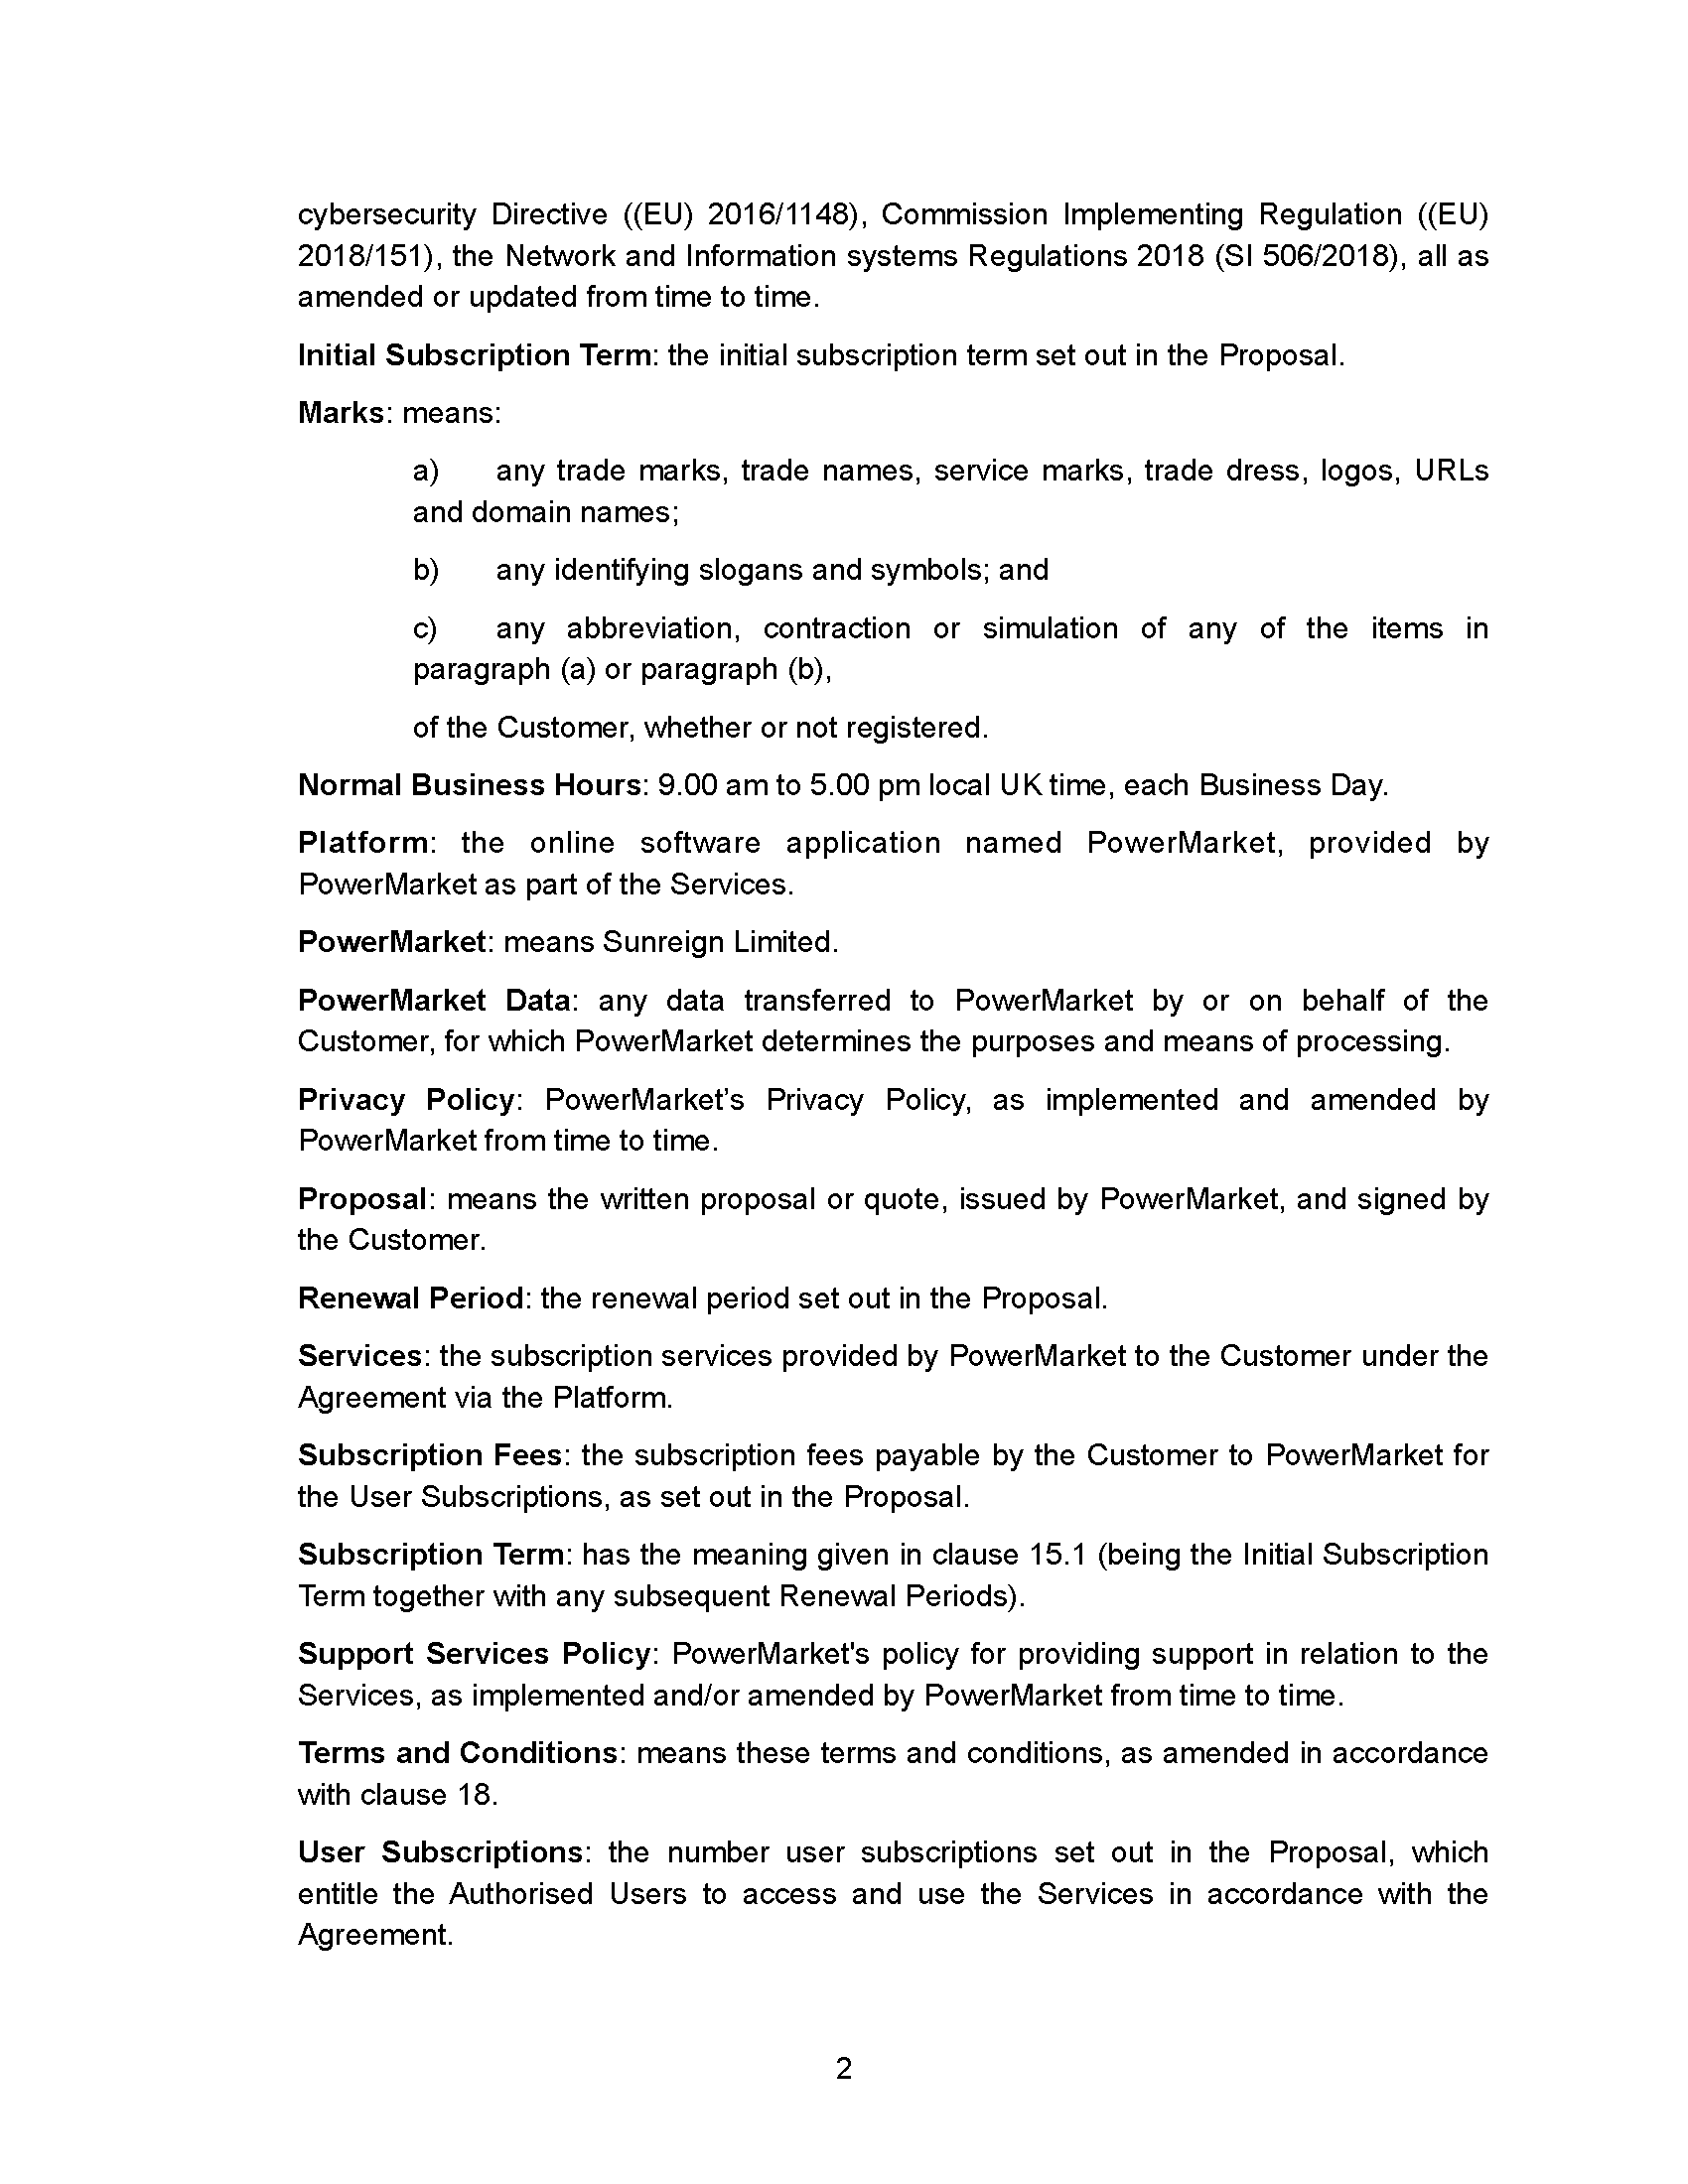 cybersecurity Directive ((EU) 2016/1148), Commission Implementing Regulation ((EU)
2018/151), the Network and Information systems Regulations 2018 (SI 506/2018), all as
amended or updated from time to time.
Initial Subscription Term: the initial subscription term set out in the Proposal.
Marks: means:
a) any trade marks, trade names, service marks, trade dress, logos, URLs
and domain names;
b) any identifying slogans and symbols; and
c) any abbreviation, contraction or simulation of any of the items in
paragraph (a) or paragraph (b),
of the Customer, whether or not registered.
Normal Business Hours: 9.00 am to 5.00 pm local UK time, each Business Day.
Platform: the online software application named PowerMarket, provided by
PowerMarket as part of the Services.
PowerMarket: means Sunreign Limited.
PowerMarket Data: any data transferred to PowerMarket by or on behalf of the
Customer, for which PowerMarket determines the purposes and means of processing.
Privacy Policy: PowerMarket’s Privacy Policy, as implemented and amended by
PowerMarket from time to time.
Proposal: means the written proposal or quote, issued by PowerMarket, and signed by
the Customer.
Renewal Period: the renewal period set out in the Proposal.
Services: the subscription services provided by PowerMarket to the Customer under the
Agreement via the Platform.
Subscription Fees: the subscription fees payable by the Customer to PowerMarket for
the User Subscriptions, as set out in the Proposal.
Subscription Term: has the meaning given in clause 15.1 (being the Initial Subscription
Term together with any subsequent Renewal Periods).
Support Services Policy: PowerMarket's policy for providing support in relation to the
Services, as implemented and/or amended by PowerMarket from time to time.
Terms and Conditions: means these terms and conditions, as amended in accordance
with clause 18.
User Subscriptions: the number user subscriptions set out in the Proposal, which
entitle the Authorised Users to access and use the Services in accordance with the
Agreement.
2